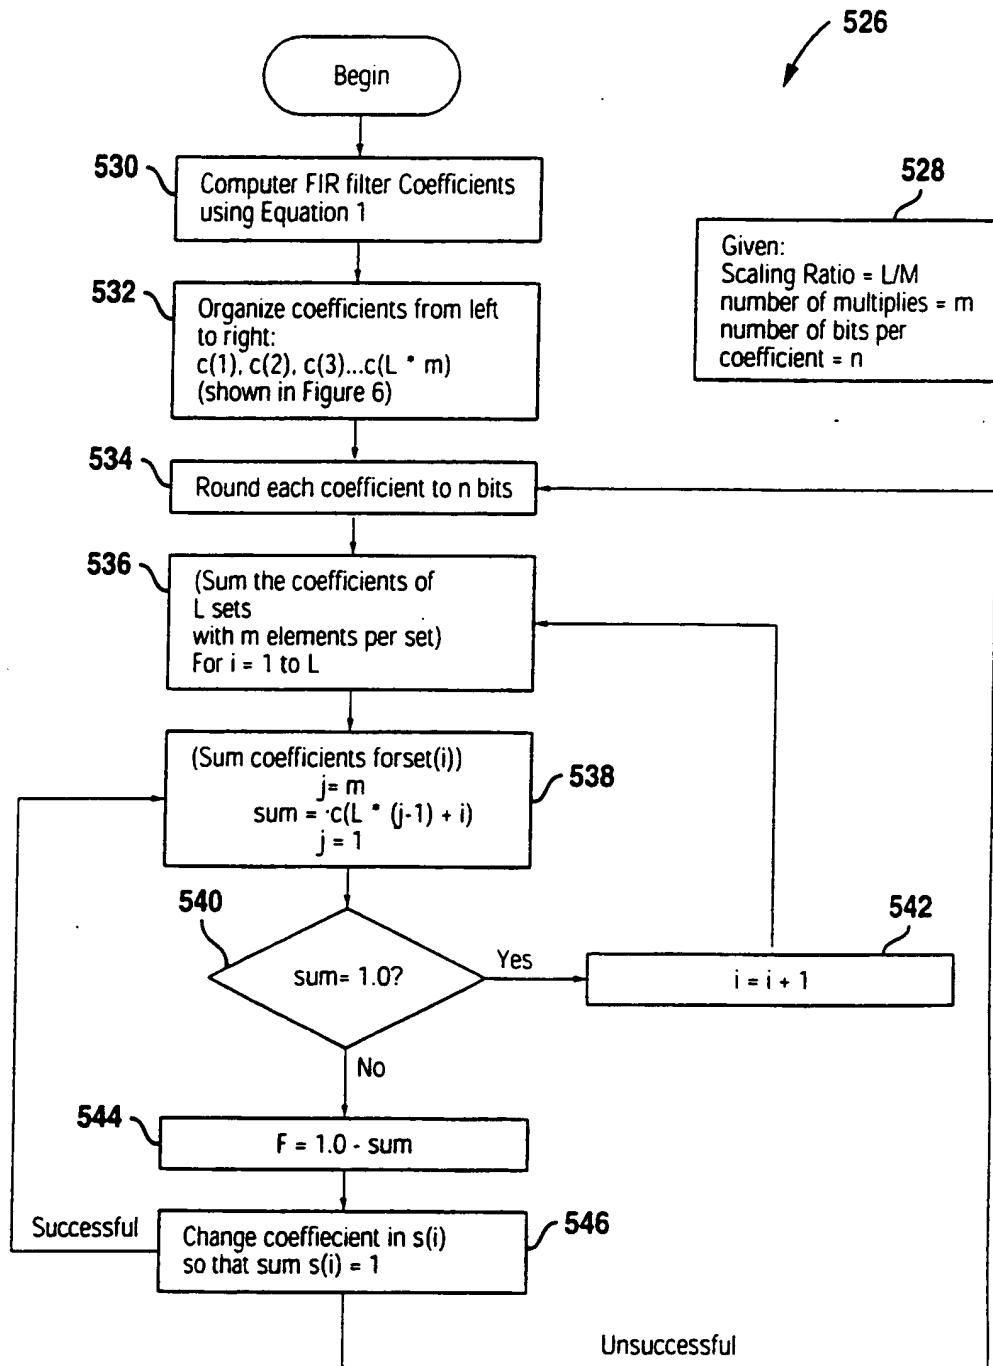 526
Begin
530
Computer FIR filter Coefficients
using Equation 1
528
Given:
Scaling Ratio = L/M
number of multiplies = m
number of bits per
coefficient = n
532
Organize coefficients from left
to right:
c(1), c(2), c(3)...c(L * m)
(shown in Figure 6)
534
Round each coefficient to n bits
536
(Sum the coefficients of
L sets
with m elements per set)
For i = 1 to L
538
(Sum coefficients forset(i))
j= m
sum = ·c(L * (j-1) + i)
j = 1
540
sum= 1.0?
Yes
542
i = i + 1
No
544
F = 1.0 - sum
Successful
546
Change coeffiecient in s(i)
so that sum s(i) = 1
Unsuccessful